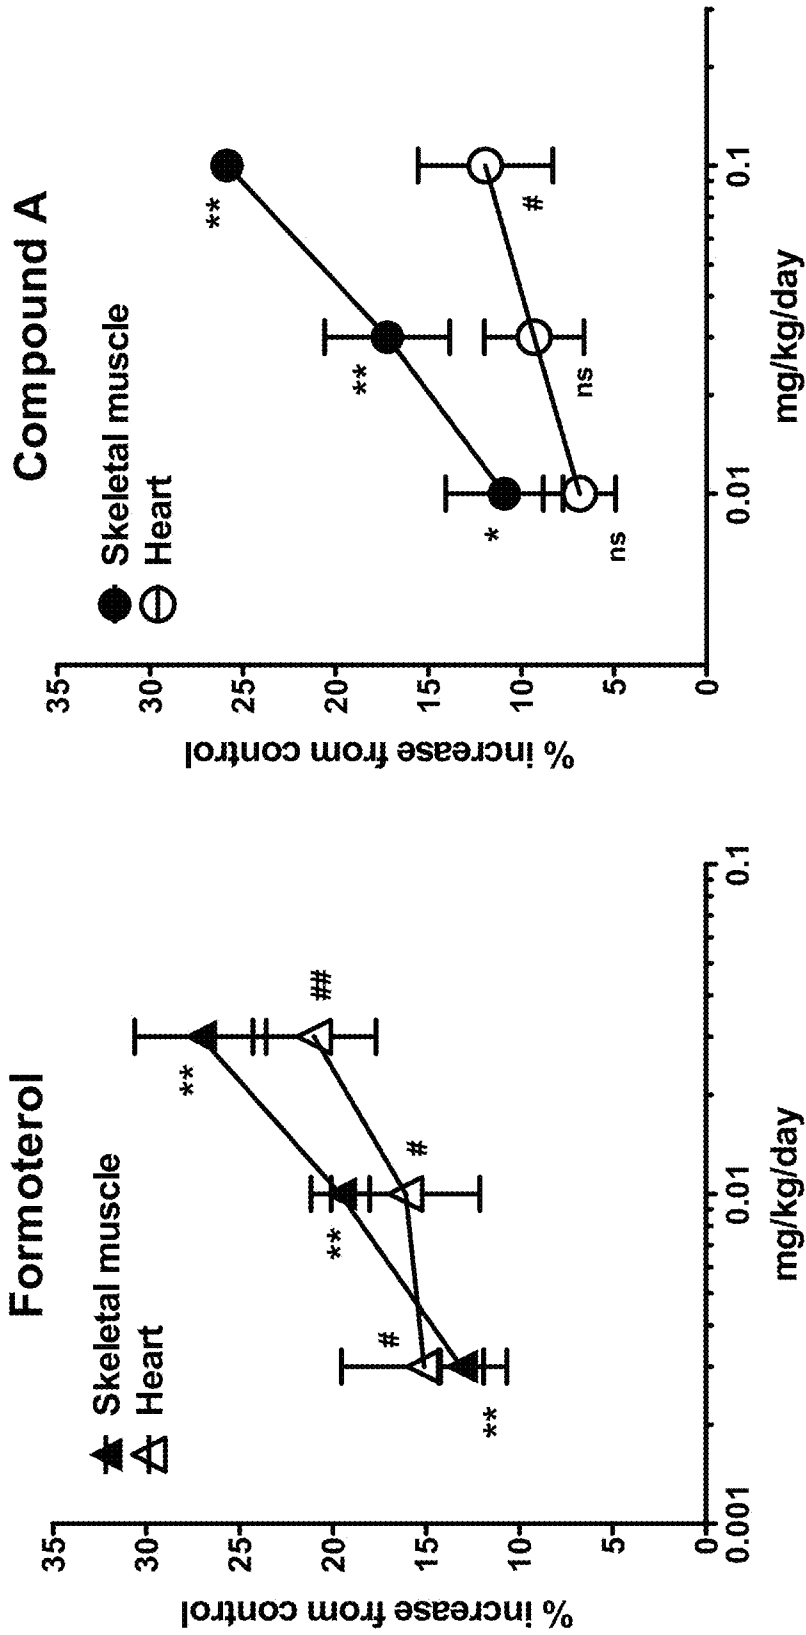 Formoterol
Skeletal muscle
Heart
% increase from control
35
30
25
20
15
10
5
0
**
**
**
#
#
##
0.001
0.01
0.1
mg/kg/day
Compound A
Skeletal muscle
Heart
% increase from control
35
30
25
20
15
10
5
0
*
**
**
ns
ns
#
0.01
0.1
mg/kg/day